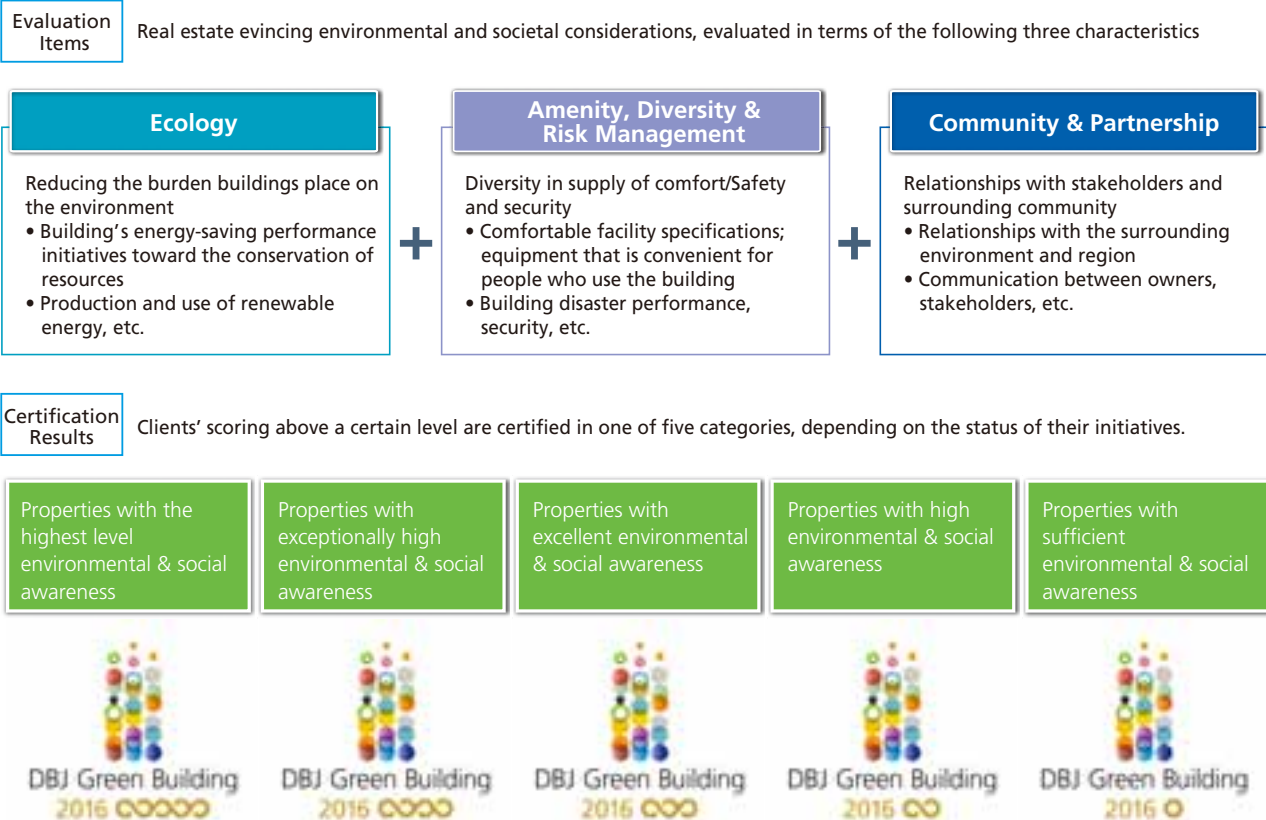 Evaluation
Items
Real estate evincing environmental and societal considerations, evaluated in terms of the following three characteristics
Ecology
Reducing the burden buildings place on
the environment
• Building's energy-saving performance
initiatives toward the conservation of
resources
• Production and use of renewable
energy, etc.
+
Amenity, Diversity &
Risk Management
Diversity in supply of comfort/Safety
and security
• Comfortable facility specifications;
equipment that is convenient for
people who use the building
• Building disaster performance,
security, etc.
+
Community & Partnership
Relationships with stakeholders and
surrounding community
• Relationships with the surrounding
environment and region
• Communication between owners,
stakeholders, etc.
Certification
Results
Clients' scoring above a certain level are certified in one of five categories, depending on the status of their initiatives.
Properties with the
highest level
environmental & social
awareness
Properties with
exceptionally high
environmental & social
awareness
Properties with
excellent environmental
& social awareness
Properties with high
environmental & social
awareness
Properties with
sufficient
environmental & social
awareness
DBJ Green Building
2016
DBJ Green Building
2016
DBJ Green Building
2016
DBJ Green Building
2016
DBJ Green Building
2016